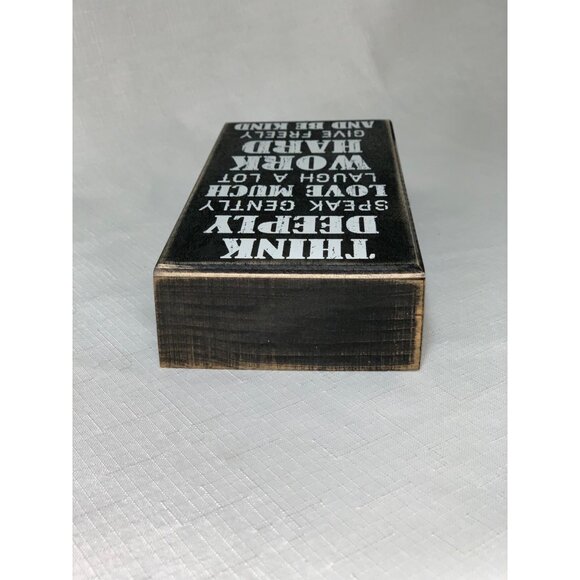 THINK
DEEPLY
SPEAK GENTLY
LOVE MUCH
LAUGH A LOT
WORK
HARD
GIVE FREELY
AND BE KIND